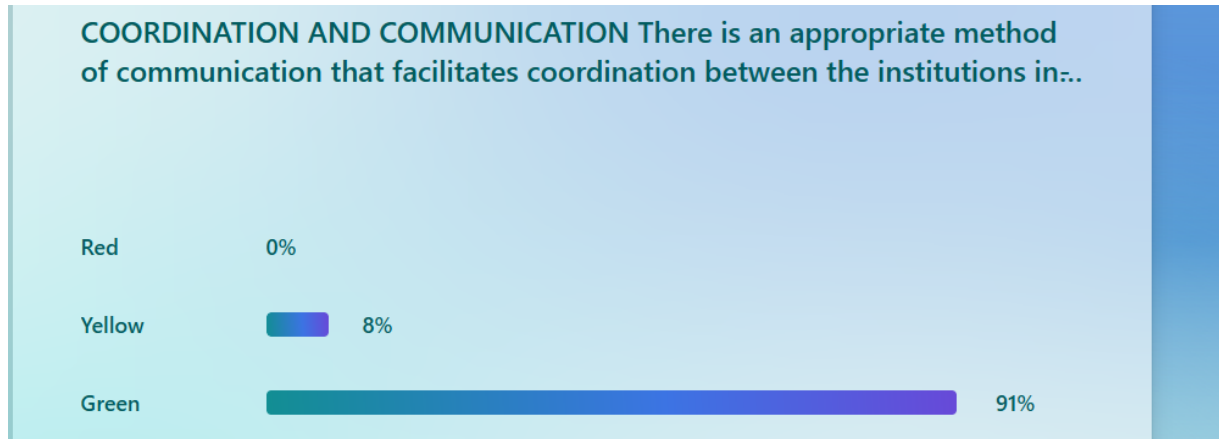 COORDINATION AND COMMUNICATION There is an appropriate method
of communication that facilitates coordination between the institutions in-...
Red 0%
Yellow 8%
Green 91%